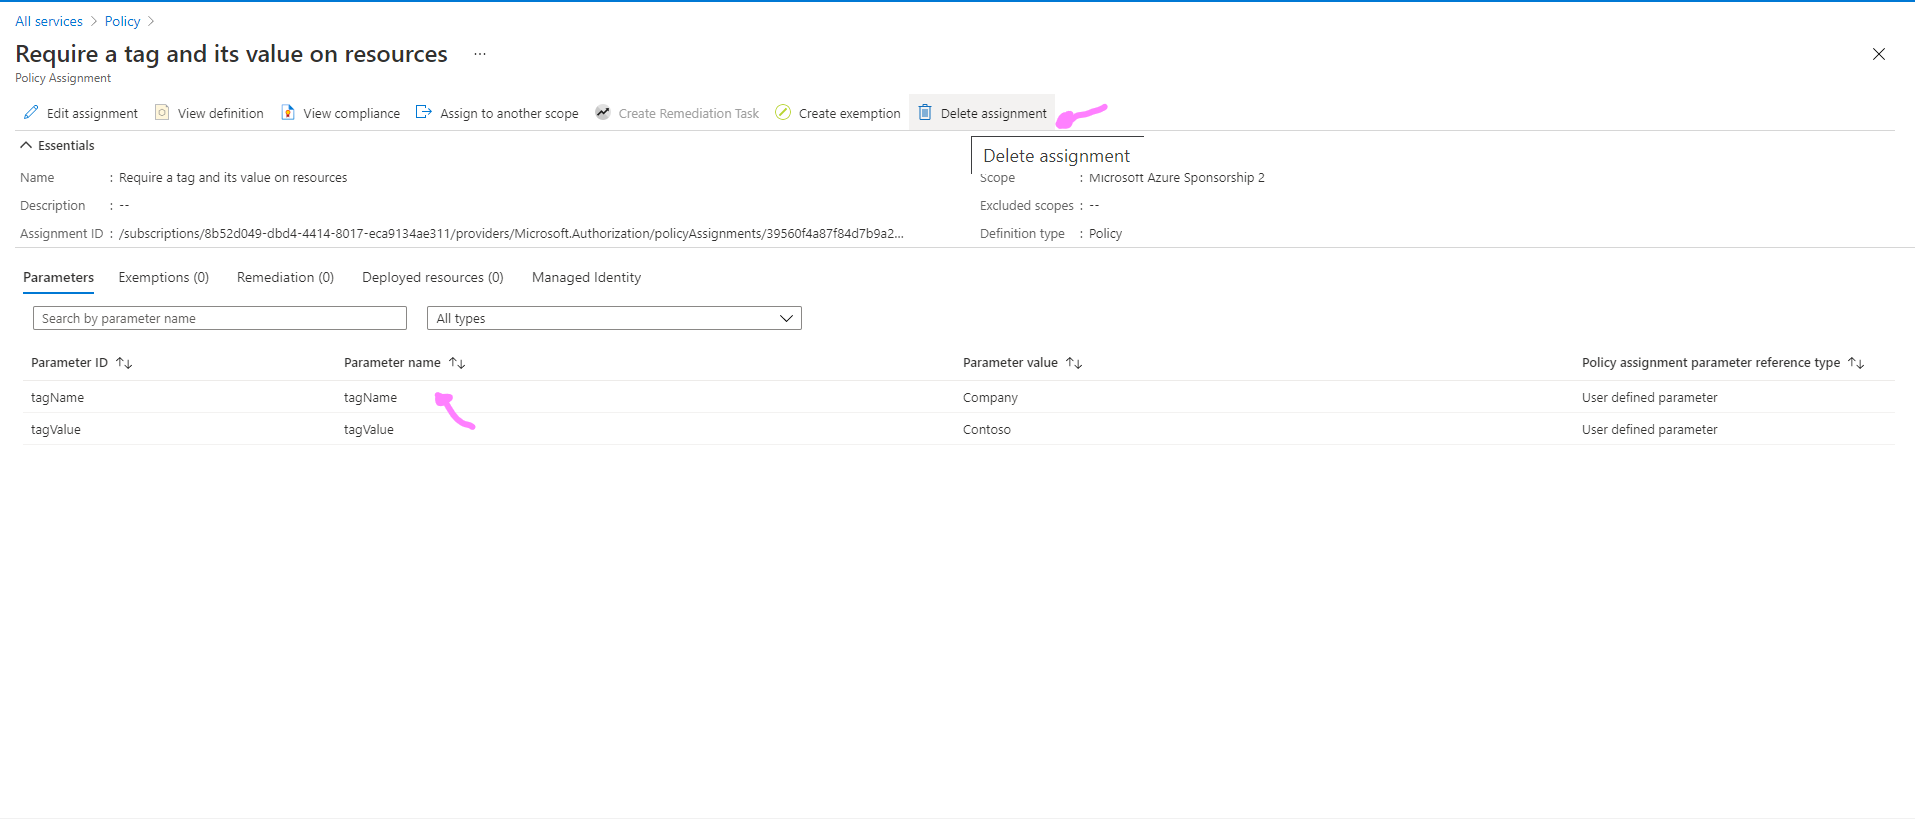 All services > Policy >
Require a tag and its value on resources ...
Policy Assignment
Edit assignment View definition View compliance Assign to another scope Create Remediation Task Create exemption Delete assignment
Essentials
Delete assignment
Name : Require a tag and its value on resources
Scope : Microsoft Azure Sponsorship 2
Description : --
Excluded scopes : --
Assignment ID : /subscriptions/8b52d049-dbd4-4414-8017-eca9134ae311/providers/Microsoft.Authorization/policyAssignments/39560f4a87f84d7b9a2...
Definition type : Policy
Parameters Exemptions (0) Remediation (0) Deployed resources (0) Managed Identity
Search by parameter name All types
Parameter ID ↑↓ Parameter name ↑↓ Parameter value ↑↓ Policy assignment parameter reference type ↑↓
tagName tagName Company User defined parameter
tagValue tagValue Contoso User defined parameter